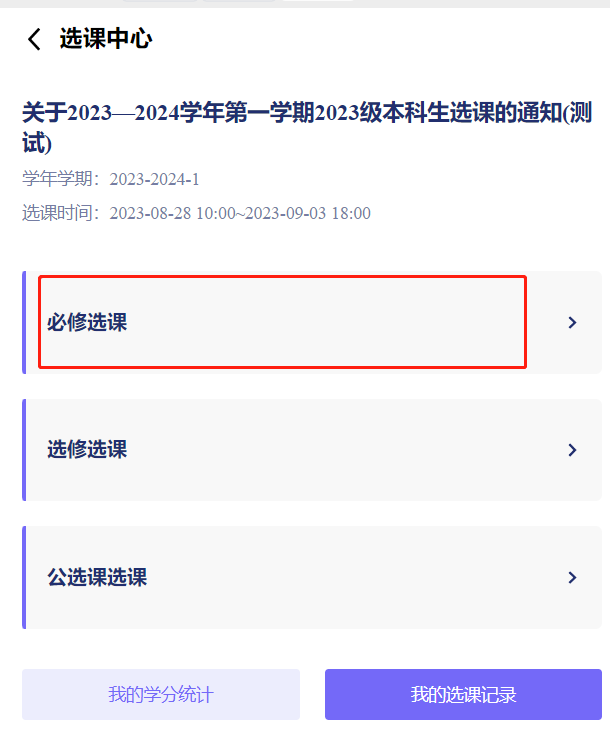 选课中心
关于2023—2024学年第一学期2023级本科生选课的通知(测
试)
学年学期：2023-2024-1
选课时间：2023-08-28 10:00~2023-09-03 18:00
必修选课
选修选课
公选课选课
我的学分统计
我的选课记录